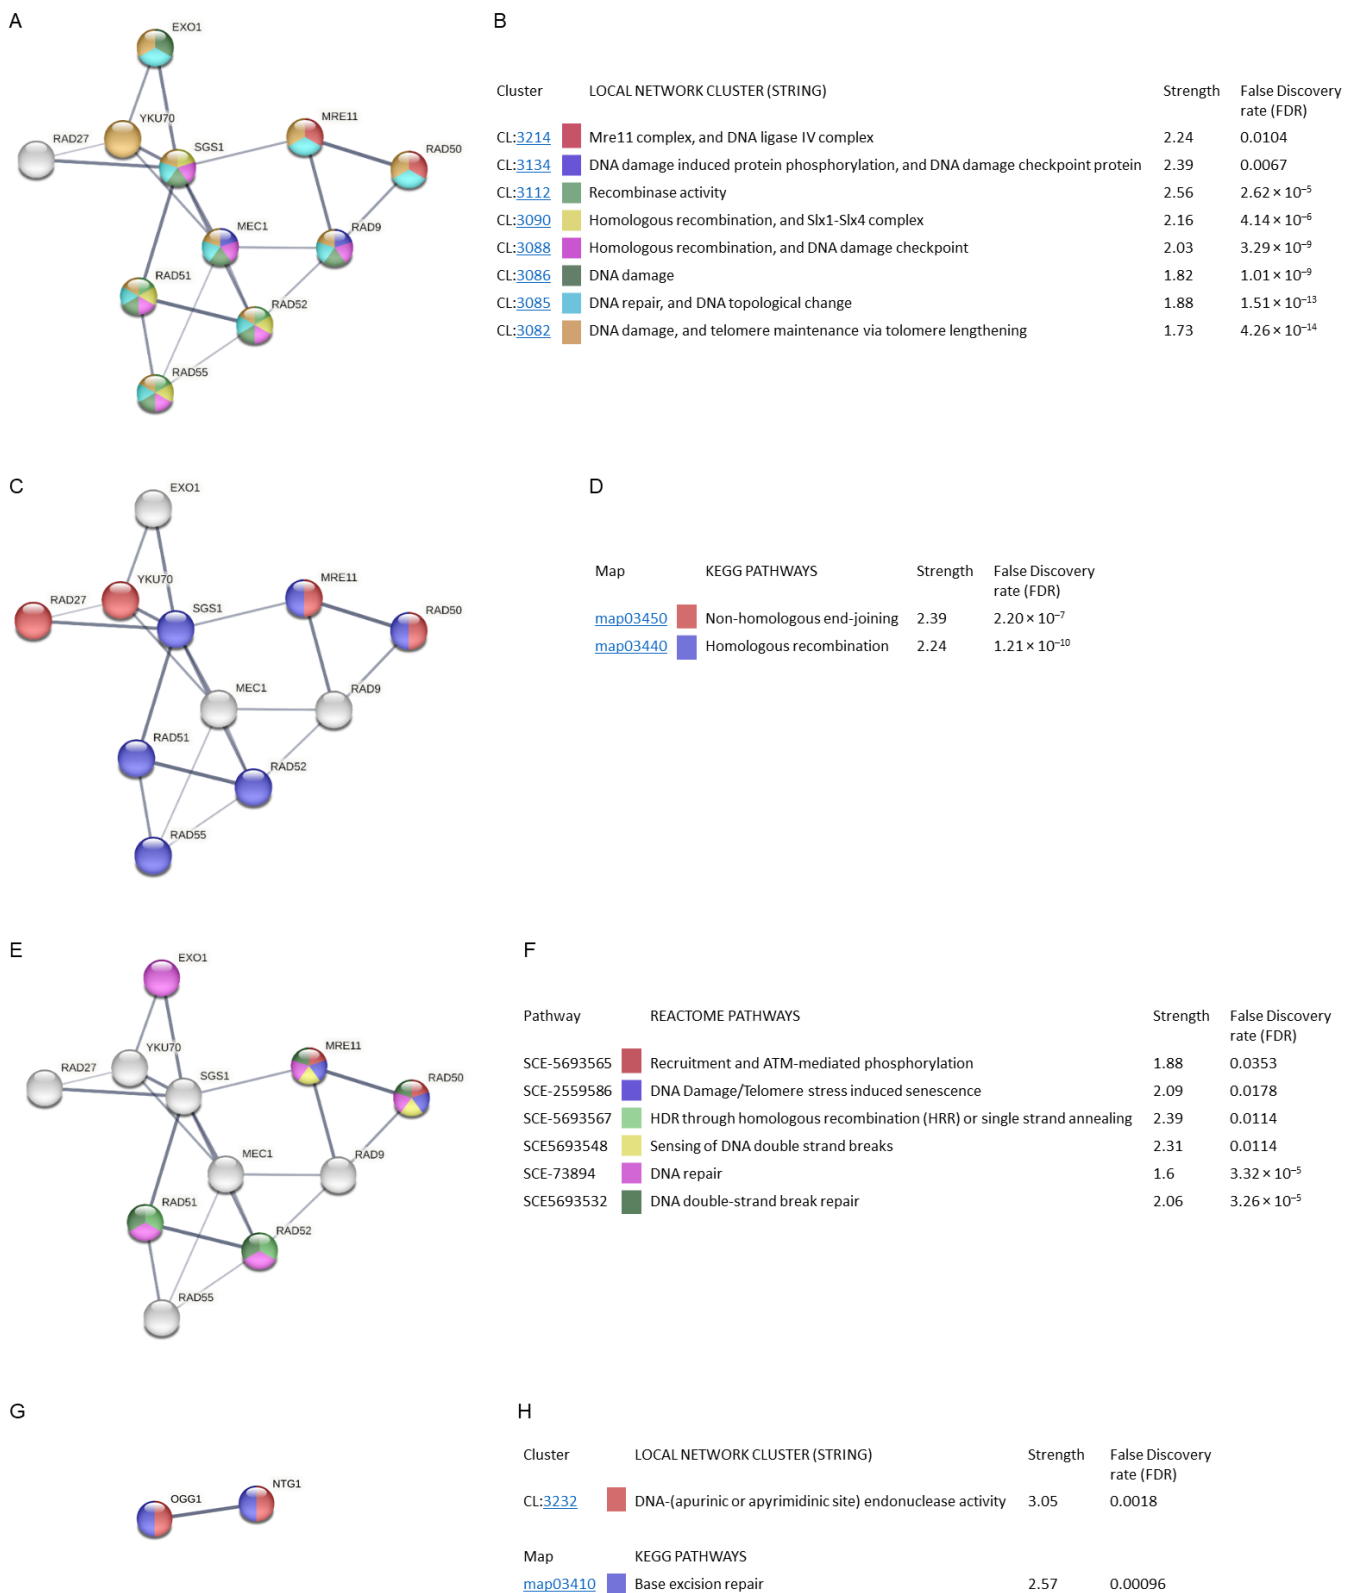 A
EXO1
YKU70
RAD27
SGS1
MRE11
RAD50
MEC1
RAD9
RAD51
RAD52
RAD55
B
Cluster LOCAL NETWORK CLUSTER (STRING) Strength False Discovery
rate (FDR)
CL:3214 Mre11 complex, and DNA ligase IV complex 2.24 0.0104
CL:3134 DNA damage induced protein phosphorylation, and DNA damage checkpoint protein 2.39 0.0067
CL:3112 Recombinase activity 2.56 2.62 × 10⁻⁵
CL:3090 Homologous recombination, and Slx1-Slx4 complex 2.16 4.14 × 10⁻⁶
CL:3088 Homologous recombination, and DNA damage checkpoint 2.03 3.29 × 10⁻⁹
CL:3086 DNA damage 1.82 1.01 × 10⁻⁹
CL:3085 DNA repair, and DNA topological change 1.88 1.51 × 10⁻¹³
CL:3082 DNA damage, and telomere maintenance via tolomere lengthening 1.73 4.26 × 10⁻¹⁴
C
EXO1
YKU70
RAD27
SGS1
MRE11
RAD50
MEC1
RAD9
RAD51
RAD52
RAD55
D
Map KEGG PATHWAYS Strength False Discovery
rate (FDR)
map03450 Non-homologous end-joining 2.39 2.20 × 10⁻⁷
map03440 Homologous recombination 2.24 1.21 × 10⁻¹⁰
E
EXO1
YKU70
RAD27
SGS1
MRE11
RAD50
MEC1
RAD9
RAD51
RAD52
RAD55
F
Pathway REACTOME PATHWAYS Strength False Discovery
rate (FDR)
SCE-5693565 Recruitment and ATM-mediated phosphorylation 1.88 0.0353
SCE-2559586 DNA Damage/Telomere stress induced senescence 2.09 0.0178
SCE-5693567 HDR through homologous recombination (HRR) or single strand annealing 2.39 0.0114
SCE5693548 Sensing of DNA double strand breaks 2.31 0.0114
SCE-73894 DNA repair 1.6 3.32 × 10⁻⁵
SCE5693532 DNA double-strand break repair 2.06 3.26 × 10⁻⁵
G
OGG1
NTG1
H
Cluster LOCAL NETWORK CLUSTER (STRING) Strength False Discovery
rate (FDR)
CL:3232 DNA-(apurinic or apyrimidinic site) endonuclease activity 3.05 0.0018
Map KEGG PATHWAYS
map03410 Base excision repair 2.57 0.00096